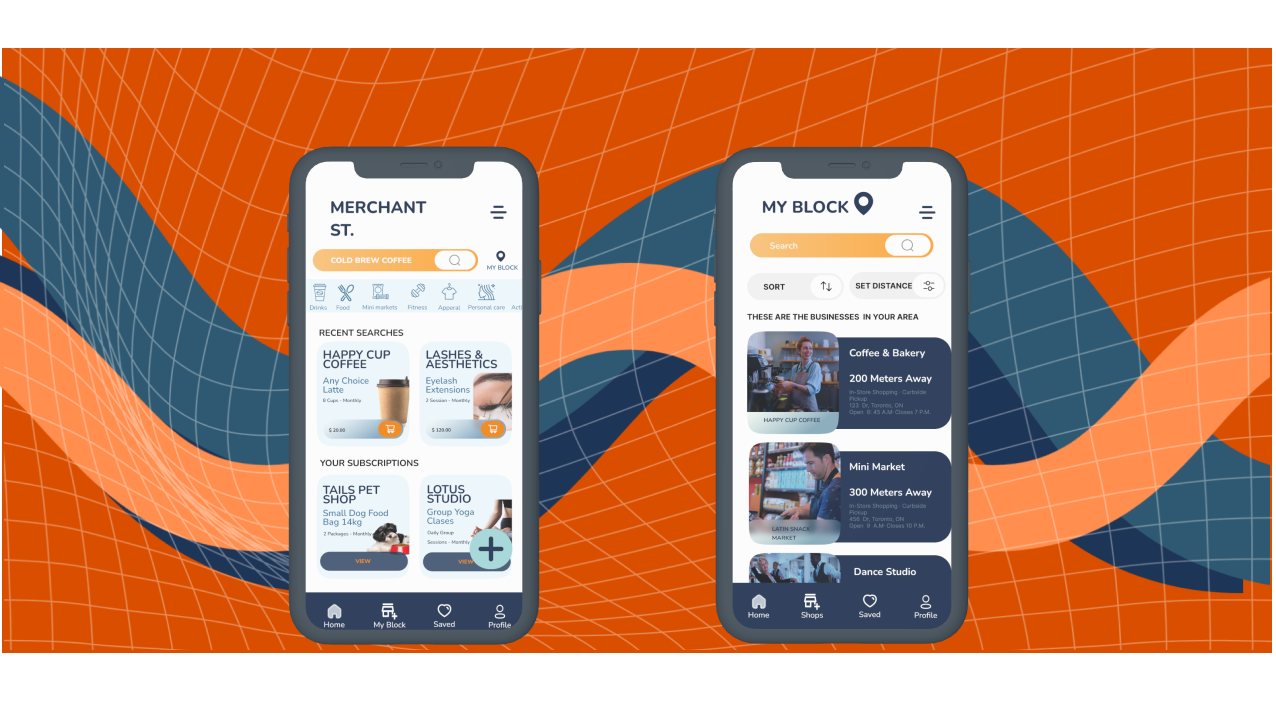 MERCHANT
ST.
COLD BREW COFFEE
MY BLOCK
Drinks Food Mini markets Fitness Apporal Personal care Acti
RECENT SEARCHES
HAPPY CUP
COFFEE
Any Choice
Latte
8 Cups - Monthly
$ 20.00
LASHES &
AESTHETICS
Eyelash
Extensions
2 Session - Monthly
$ 120.00
YOUR SUBSCRIPTIONS
TAILS PET
SHOP
Small Dog Food
Bag 14kg
2 Packages - Monthly
VIEW
LOTUS
STUDIO
Group Yoga
Clases
Daily Group
Sessions - Monthly
VIEW
Home My Block Saved Profile
MY BLOCK
Search
SORT
SET DISTANCE
THESE ARE THE BUSINESSES IN YOUR AREA
HAPPY CUP COFFEE
Coffee & Bakery
200 Meters Away
In-Store Shopping · Curbside
Pickup
123 Dr, Toronto, ON
Open 8: 45 A.M· Closes 7 P.M.
LATIN SNACK
MARKET
Mini Market
300 Meters Away
In-Store Shopping · Curbside
Pickup
456 Dr, Toronto, ON
Open 8 A.M· Closes 10 P.M.
Dance Studio
Home Shops Saved Profile